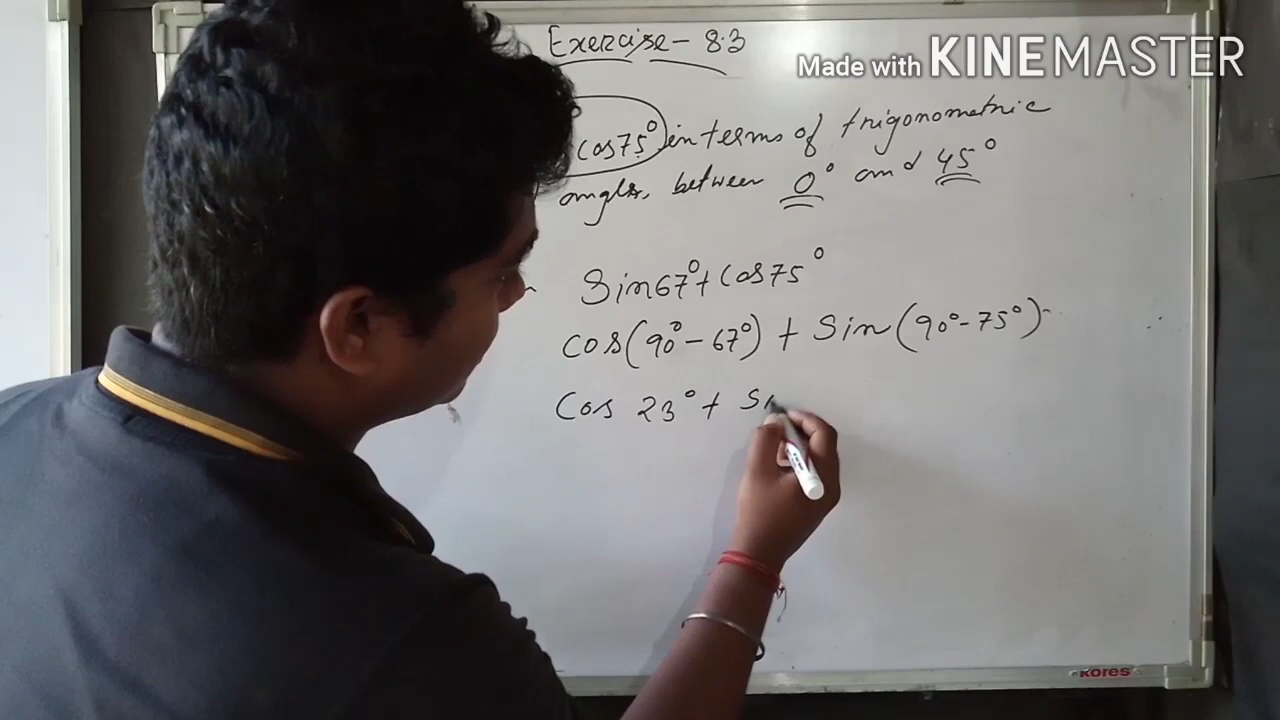 Exercise - 8.3
Made with KINEMASTER
cos75° in terms of trigonometric
angles, between 0° and 45°
Sin67° + Cos75°
Cos(90° - 67°) + Sin(90° - 75°)
Cos 23° + Si
kores